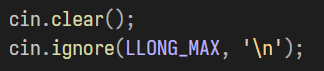 cin.clear();
cin.ignore(LLONG_MAX, '\n');